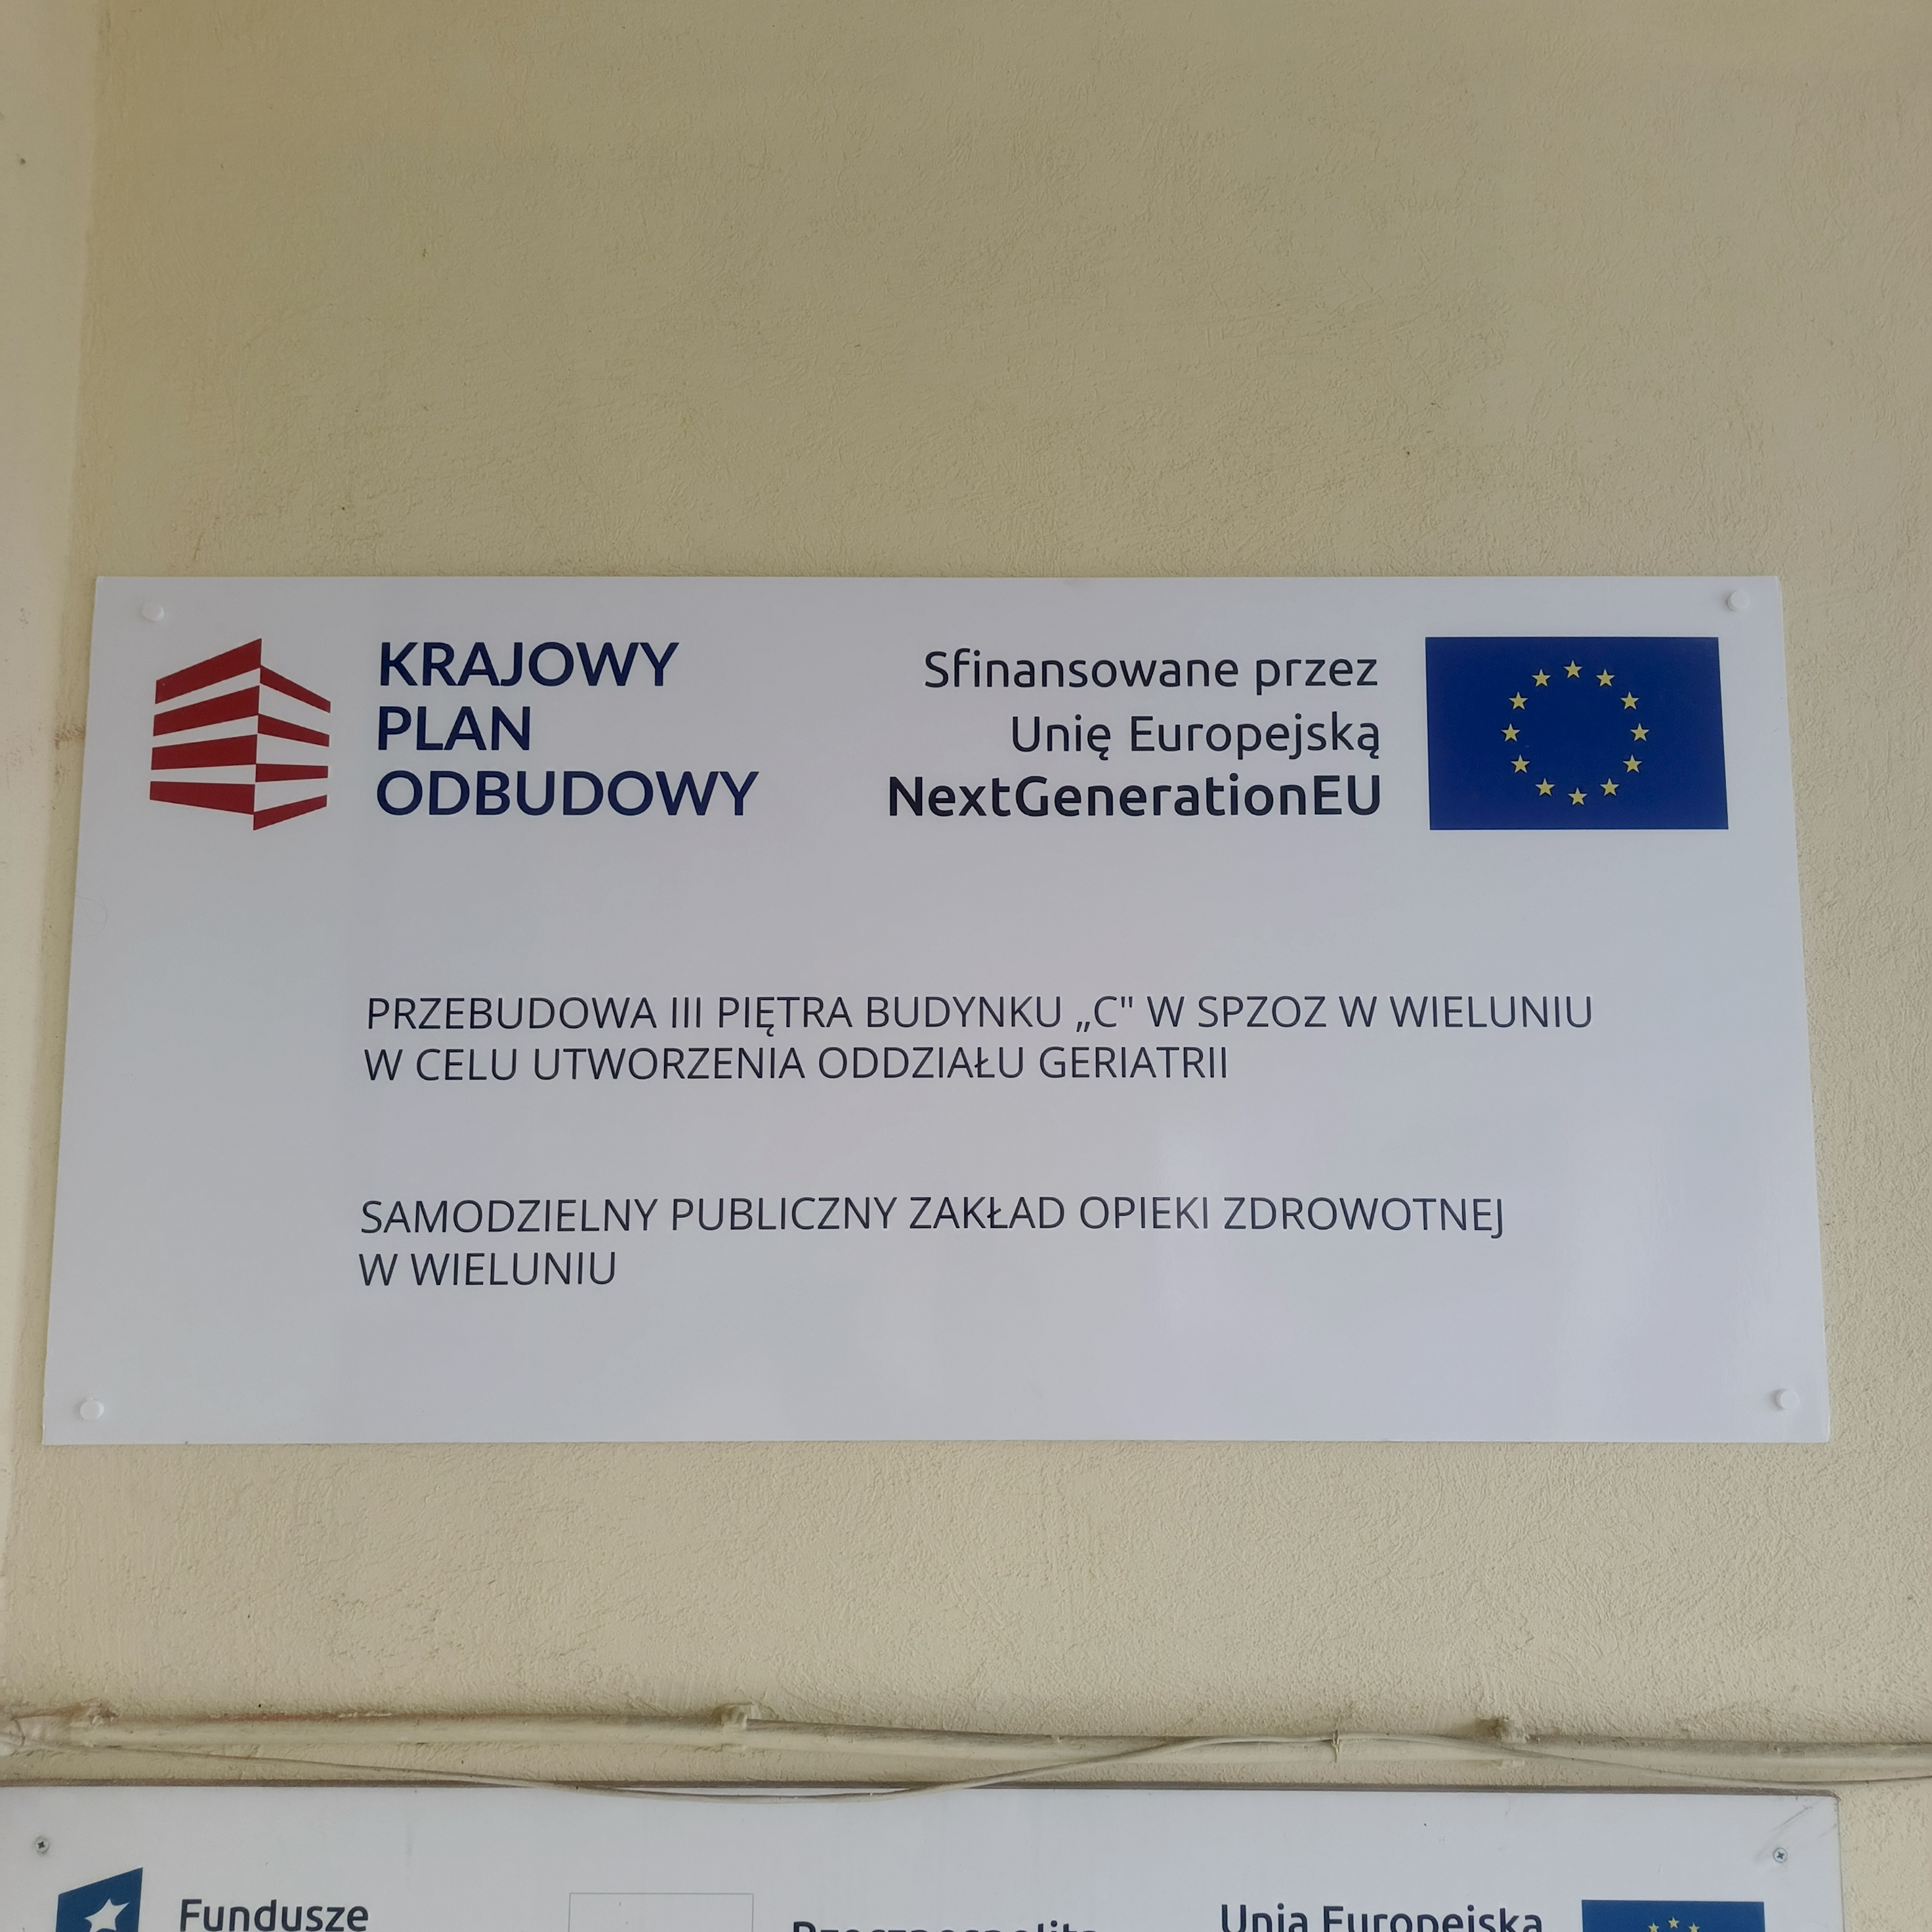 KRAJOWY
PLAN
ODBUDOWY
Sfinansowane przez
Unię Europejską
NextGenerationEU
PRZEBUDOWA III PIĘTRA BUDYNKU „C" W SPZOZ W WIELUNIU
W CELU UTWORZENIA ODDZIAŁU GERIATRII
SAMODZIELNY PUBLICZNY ZAKŁAD OPIEKI ZDROWOTNEJ
W WIELUNIU
Fundusze
Rzeczpospolita
Unia Europejska